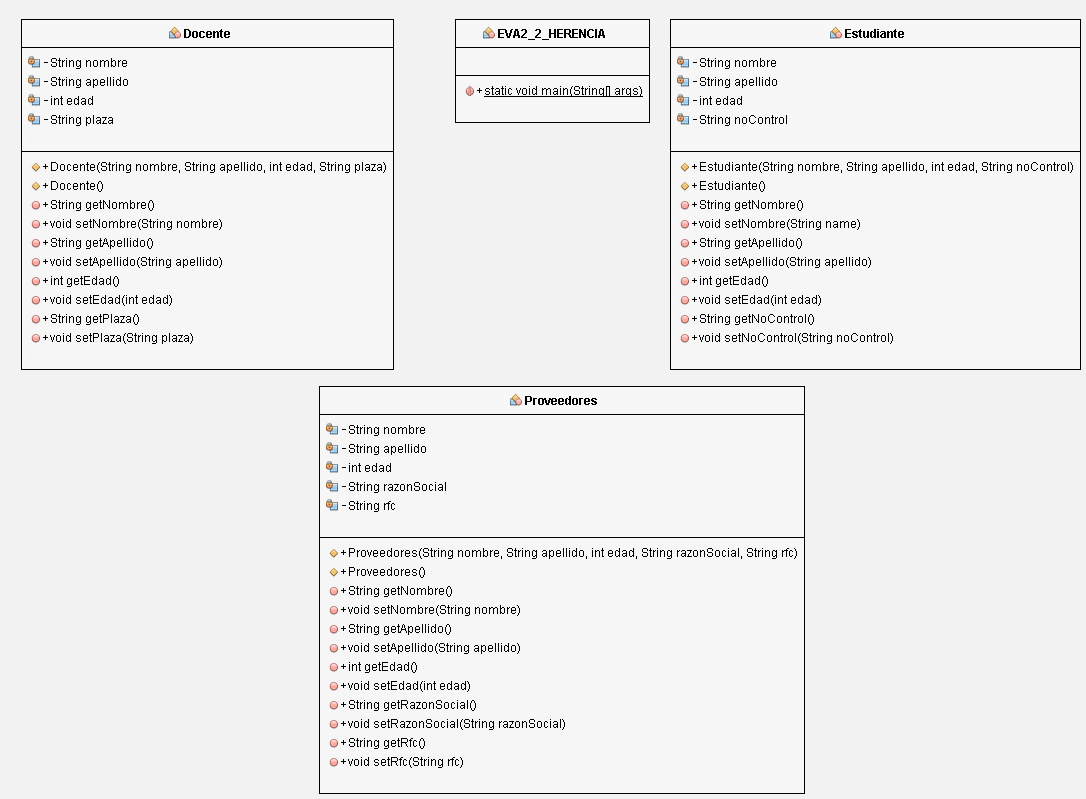 Docente
- String nombre
- String apellido
- int edad
- String plaza
+ Docente(String nombre, String apellido, int edad, String plaza)
+ Docente()
+ String getNombre()
+ void setNombre(String nombre)
+ String getApellido()
+ void setApellido(String apellido)
+ int getEdad()
+ void setEdad(int edad)
+ String getPlaza()
+ void setPlaza(String plaza)
EVA2_2_HERENCIA
+ static void main(String[] args)
Estudiante
- String nombre
- String apellido
- int edad
- String noControl
+ Estudiante(String nombre, String apellido, int edad, String noControl)
+ Estudiante()
+ String getNombre()
+ void setNombre(String name)
+ String getApellido()
+ void setApellido(String apellido)
+ int getEdad()
+ void setEdad(int edad)
+ String getNoControl()
+ void setNoControl(String noControl)
Proveedores
- String nombre
- String apellido
- int edad
- String razonSocial
- String rfc
+ Proveedores(String nombre, String apellido, int edad, String razonSocial, String rfc)
+ Proveedores()
+ String getNombre()
+ void setNombre(String nombre)
+ String getApellido()
+ void setApellido(String apellido)
+ int getEdad()
+ void setEdad(int edad)
+ String getRazonSocial()
+ void setRazonSocial(String razonSocial)
+ String getRfc()
+ void setRfc(String rfc)